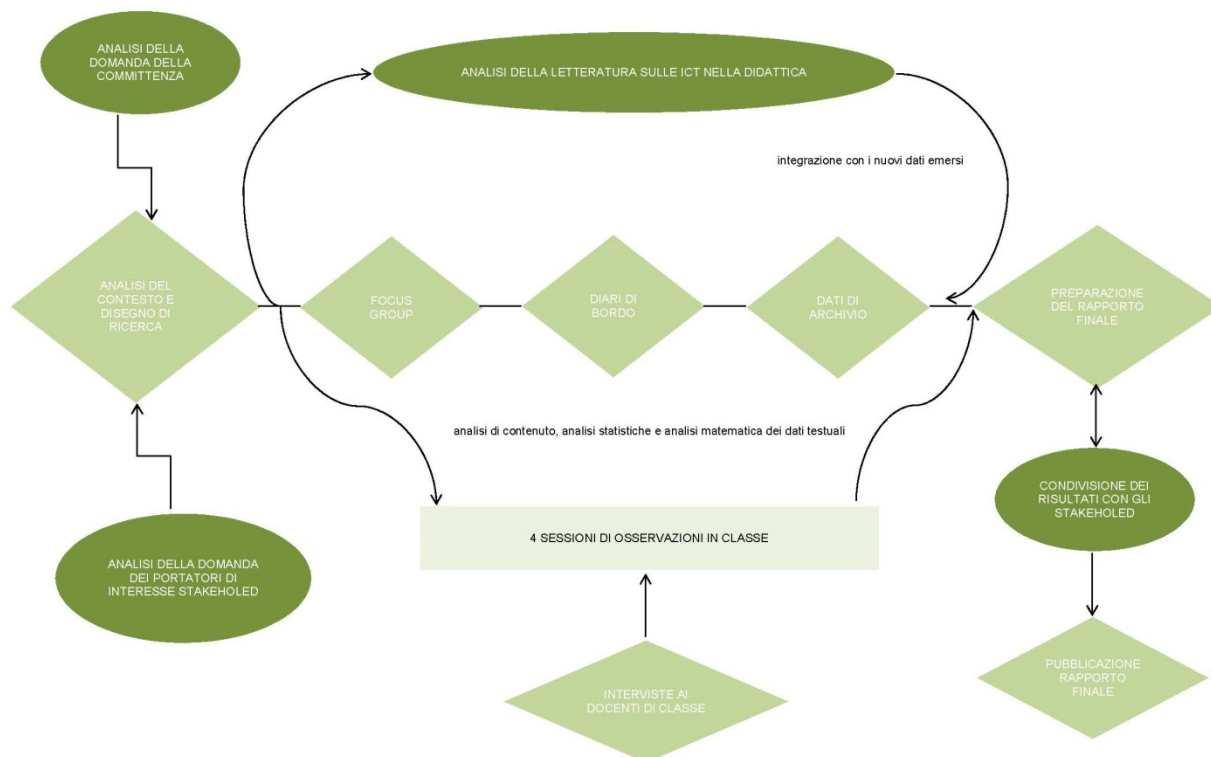 ANALISI DELLA
DOMANDA DELLA
COMMITTENZA
ANALISI DELLA LETTERATURA SULLE ICT NELLA DIDATTICA
integrazione con i nuovi dati emersi
ANALISI DEL
CONTESTO E
DISEGNO DI
RICERCA
FOCUS
GROUP
DIARI DI
BORDO
DATI DI
ARCHIVIO
PREPARAZIONE
DEL RAPPORTO
FINALE
analisi di contenuto, analisi statistiche e analisi matematica dei dati testuali
CONDIVISIONE DEI
RISULTATI CON GLI
STAKEHOLED
4 SESSIONI DI OSSERVAZIONI IN CLASSE
ANALISI DELLA DOMANDA
DEI PORTATORI DI
INTERESSE STAKEHOLED
INTERVISTE AI
DOCENTI DI CLASSE
PUBBLICAZIONE
RAPPORTO
FINALE